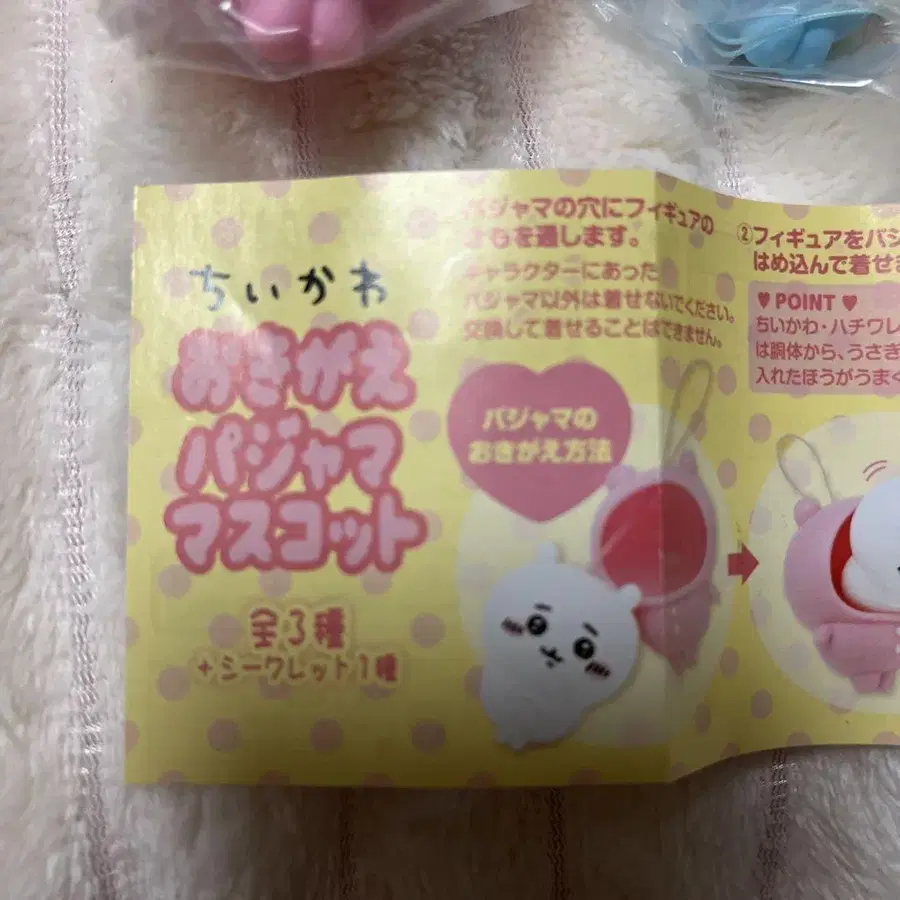 ちいかわ
おきがえ
パジャマ
マスコット
全3種
+シークレット1種
パジャマの穴にフィギュアの
を通します。
キャラクターにあった
パジャマ以外は着せないでください。
交換して着せることはできません。
パジャマの
おきがえ方法
②フィギュアをパジ
はめ込んで着せ
♥ POINT ♥
ちいかわ・ハチワレ
は胴体から、うさぎ
入れたほうがうまく